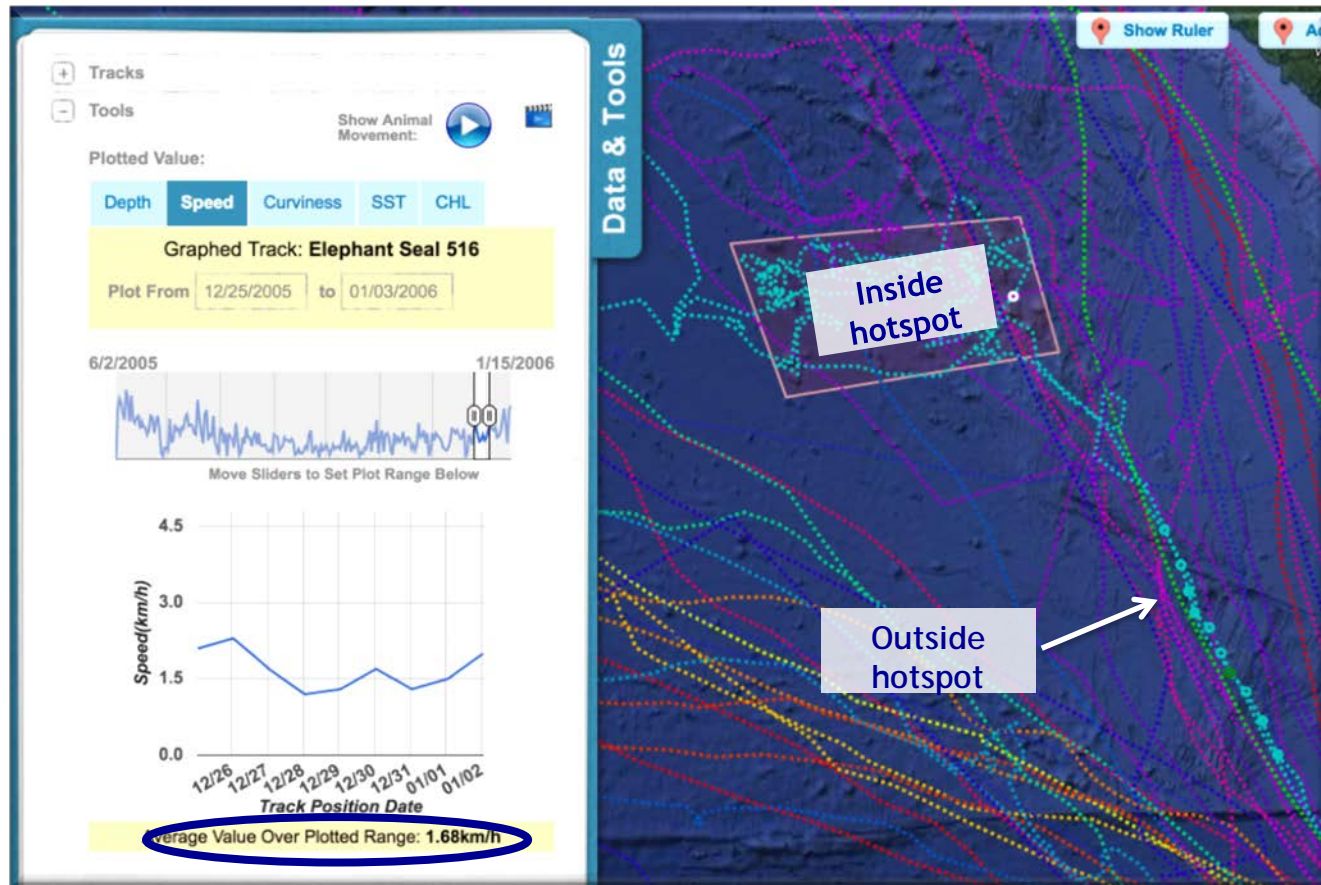 Tracks
Tools
Show Animal
Movement:
Plotted Value:
Depth Speed Curviness SST CHL
Graphed Track: Elephant Seal 516
Plot From 12/25/2005 to 01/03/2006
6/2/2005 1/15/2006
Move Sliders to Set Plot Range Below
4.5
3.0
1.5
0.0
Speed(km/h)
12/26 12/27 12/28 12/29 12/30 12/31 01/01 01/02
Track Position Date
Average Value Over Plotted Range: 1.68km/h
Data & Tools
Show Ruler
Inside
hotspot
Outside
hotspot